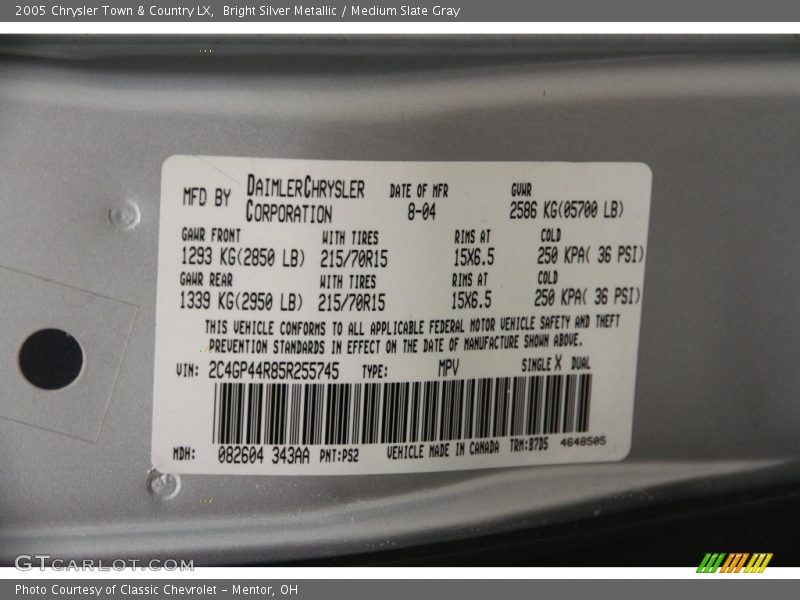 2005 Chrysler Town & Country LX, Bright Silver Metallic / Medium Slate Gray
MFD BY DAIMLERCHRYSLER CORPORATION DATE OF MFR 8-04 GVWR 2586 KG(05700 LB)
GAWR FRONT WITH TIRES RIMS AT COLD
1293 KG(2850 LB) 215/70R15 15X6.5 250 KPA( 36 PSI)
GAWR REAR WITH TIRES RIMS AT COLD
1339 KG(2950 LB) 215/70R15 15X6.5 250 KPA( 36 PSI)
THIS VEHICLE CONFORMS TO ALL APPLICABLE FEDERAL MOTOR VEHICLE SAFETY AND THEFT
PREVENTION STANDARDS IN EFFECT ON THE DATE OF MANUFACTURE SHOWN ABOVE.
VIN: 2C4GP44R85R255745 TYPE: MPV SINGLE X DUAL
MDH: 082604 343AA PNT:PS2 VEHICLE MADE IN CANADA TRM:B7DS 4648505
GTCARLOT.COM
Photo Courtesy of Classic Chevrolet - Mentor, OH